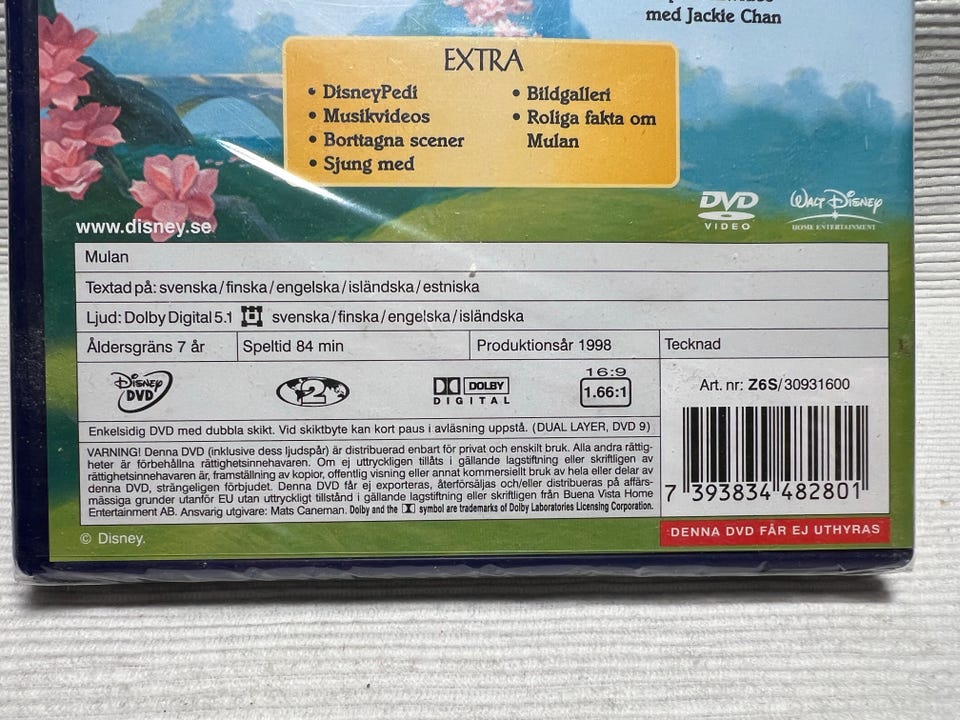 med Jackie Chan
EXTRA
• DisneyPedi
• Musikvideos
• Borttagna scener
• Sjung med
• Bildgalleri
• Roliga fakta om
Mulan
www.disney.se
DVD
VIDEO
WALT DISNEY
HOME ENTERTAINMENT
Mulan
Textad på: svenska/finska/engelska/isländska/estniska
Ljud: Dolby Digital 5.1 svenska/finska/engelska/isländska
Åldersgräns 7 år
Speltid 84 min
Produktionsår 1998
Tecknad
DISNEY
DVD
2
DOLBY
DIGITAL
16:9
1.66:1
Art. nr: Z6S/30931600
Enkelsidig DVD med dubbla skikt. Vid skiktbyte kan kort paus i avläsning uppstå. (DUAL LAYER, DVD 9)
VARNING! Denna DVD (inklusive dess ljudspår) är distribuerad enbart för privat och enskilt bruk. Alla andra rättig-
heter är förbehållna rättighetsinnehavaren. Om ej uttryckligen tillåts i gällande lagstiftning eller skriftligen av
rättighetsinnehavaren är, framställning av kopior, offentlig visning eller annat kommersiellt bruk av hela eller delar av
denna DVD, strängeligen förbjudet. Denna DVD får ej exporteras, återförsäljas och/eller distribueras på affärs-
mässiga grunder utanför EU utan uttryckligt tillstånd i gällande lagstiftning eller skriftligen från Buena Vista Home
Entertainment AB. Ansvarig utgivare: Mats Caneman. Dolby and the symbol are trademarks of Dolby Laboratories Licensing Corporation.
7 393834 482801
DENNA DVD FÅR EJ UTHYRAS
© Disney.